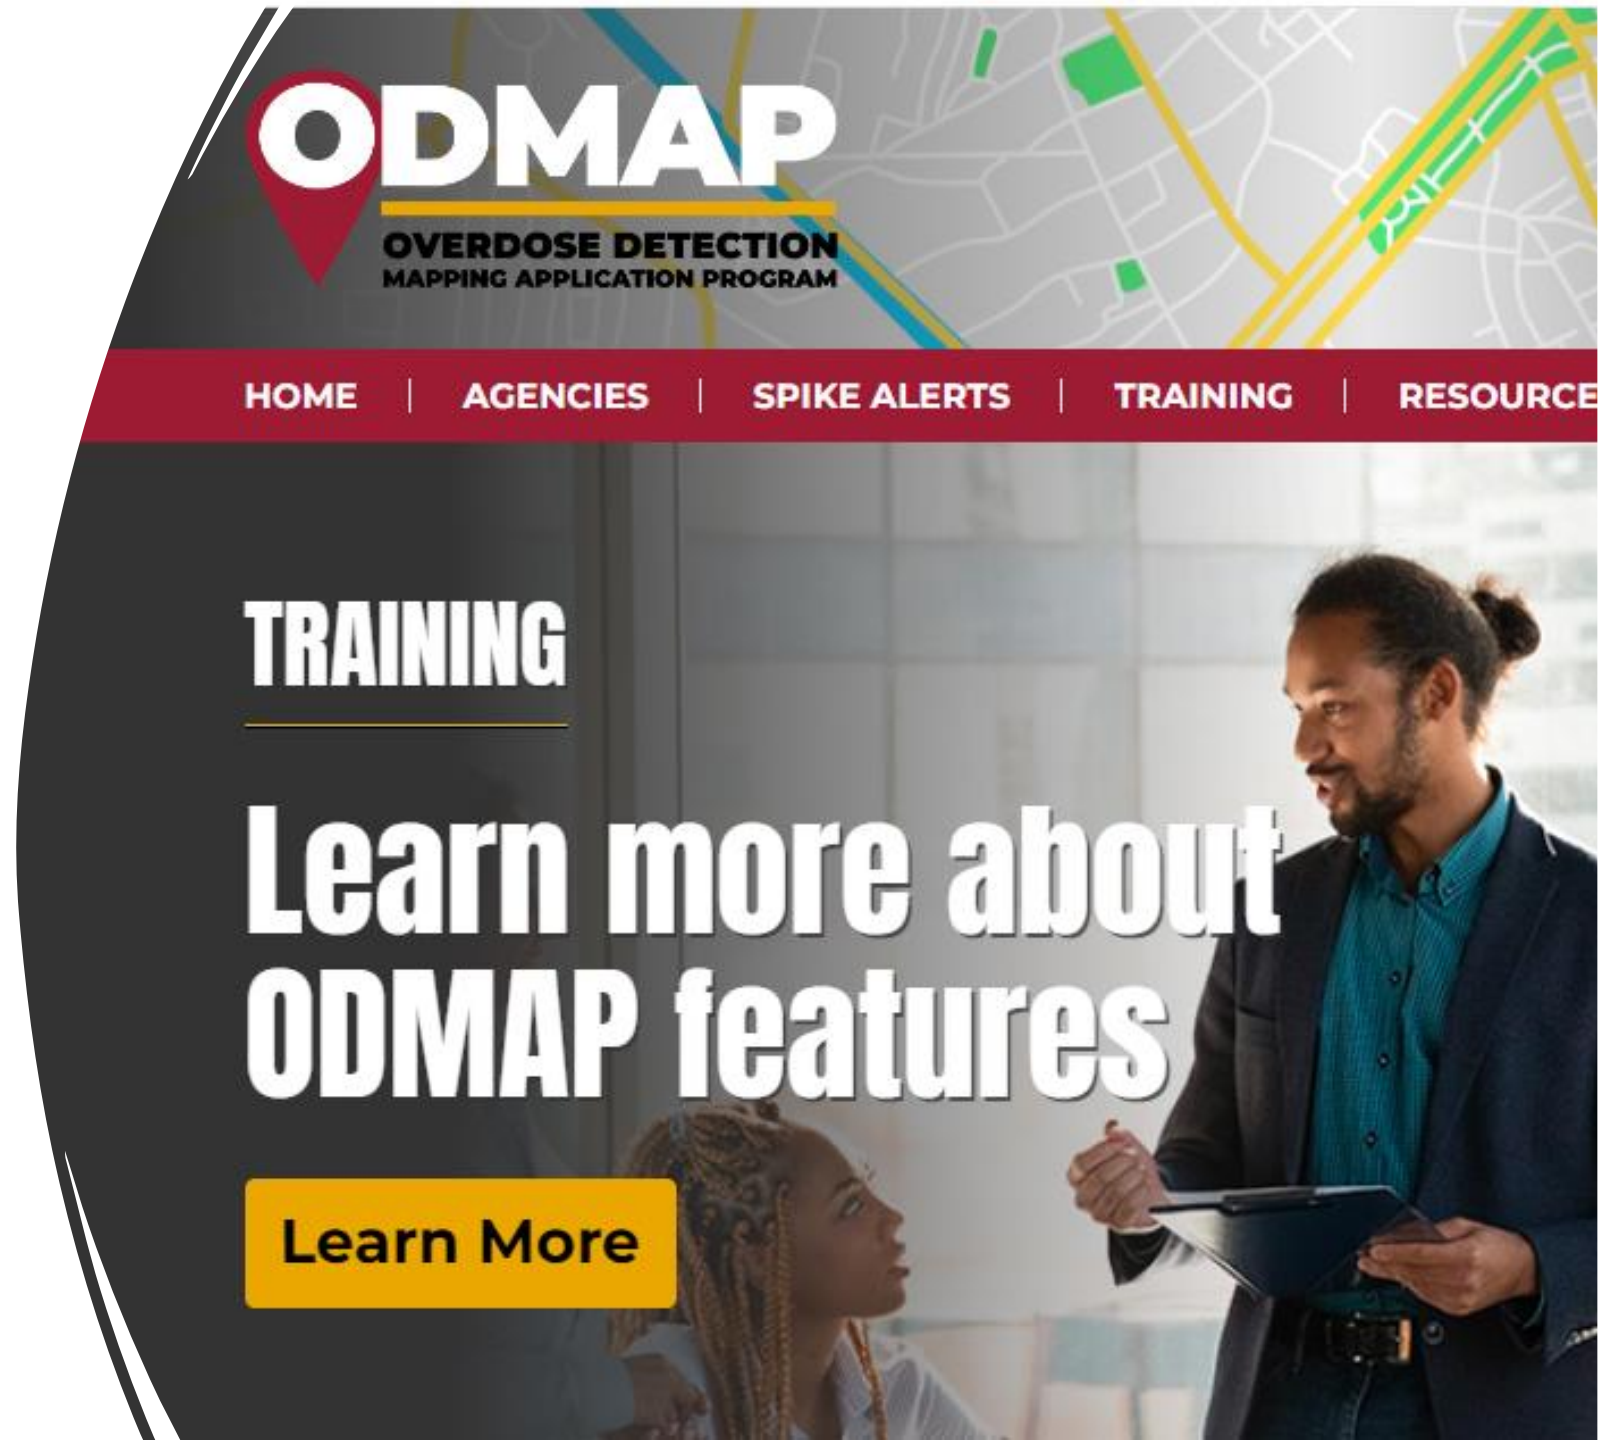 ODMAP
OVERDOSE DETECTION
MAPPING APPLICATION PROGRAM
HOME | AGENCIES | SPIKE ALERTS | TRAINING | RESOURCE
TRAINING
Learn more about
ODMAP features
Learn More